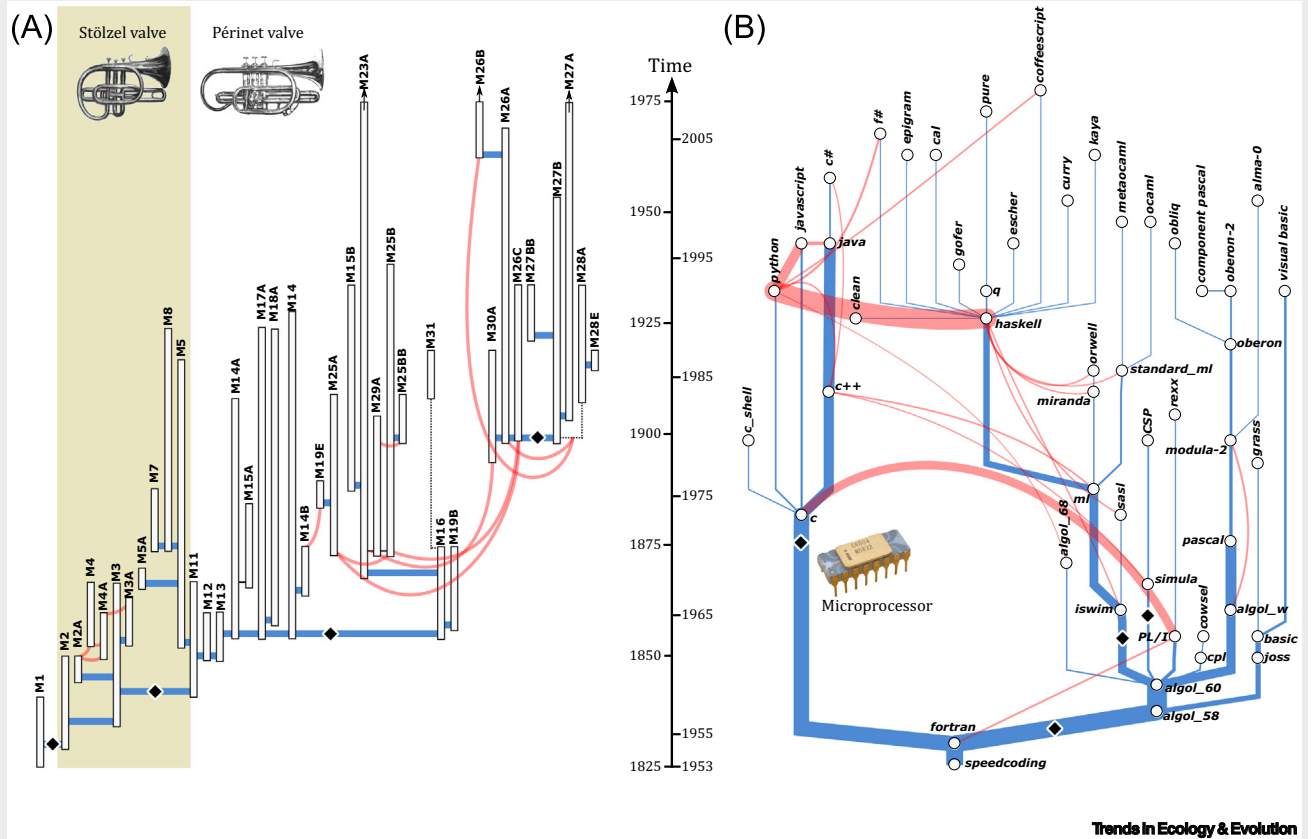 (A)
Stölzel valve
Périnet valve
M1
M2
M2A
M4
M4A
M3
M3A
M5A
M7
M8
M5
M11
M12
M13
M14A
M15A
M17A
M18A
M14
M14B
M19E
M25A
M15B
M23A
M29A
M25B
M25BB
M31
M16
M19B
M30A
M26B
M26A
M26C
M27BB
M27B
M27A
M28A
M28E
Time
1975
2005
1950
1995
1925
1985
1900
1975
1875
1965
1850
1955
1825
1953
(B)
coffeescript
pure
f#
epigram
cal
kaya
c#
javascript
java
python
clean
gofer
escher
curry
metaocaml
ocaml
obliq
component pascal
oberon-2
alma-0
visual basic
q
haskell
orwell
standard_ml
oberon
miranda
rexx
c++
c_shell
CSP
modula-2
grass
ml
sasl
c
algol_68
pascal
simula
Microprocessor
iswim
cowsel
algol_w
PL/I
basic
cpl
joss
algol_60
algol_58
fortran
speedcoding
Trends in Ecology & Evolution